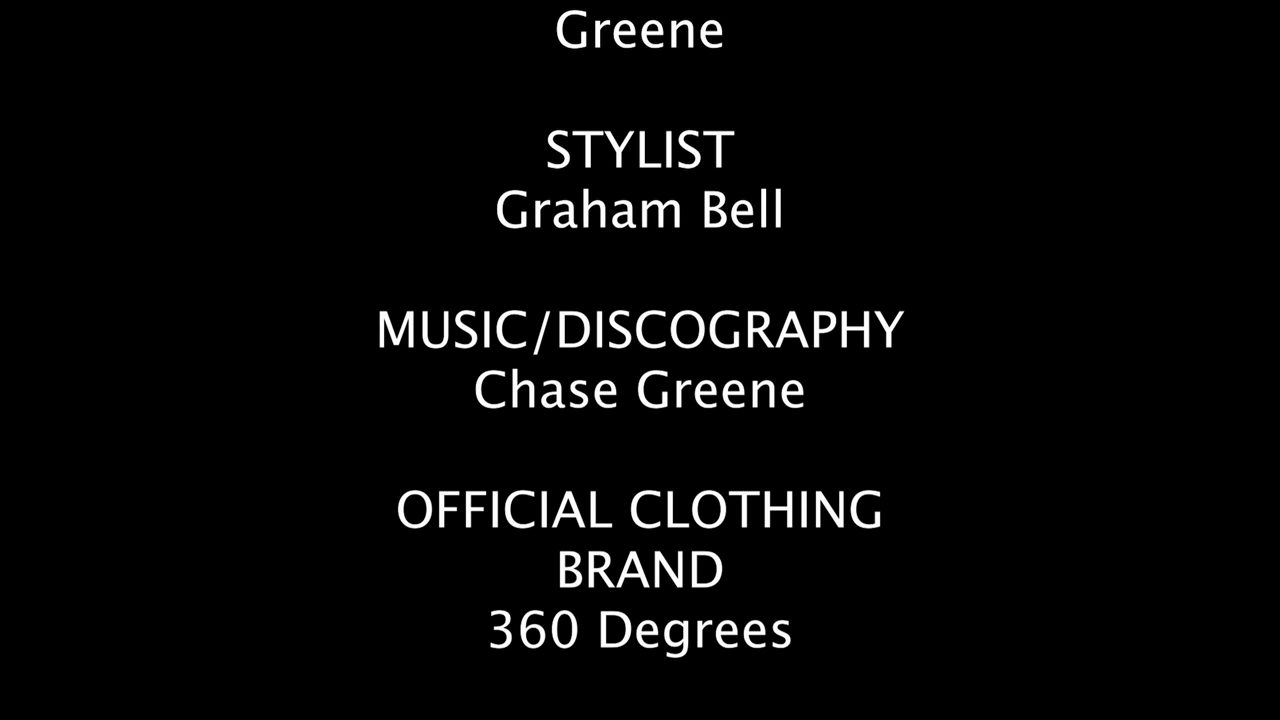 Greene
STYLIST
Graham Bell
MUSIC/DISCOGRAPHY
Chase Greene
OFFICIAL CLOTHING
BRAND
360 Degrees